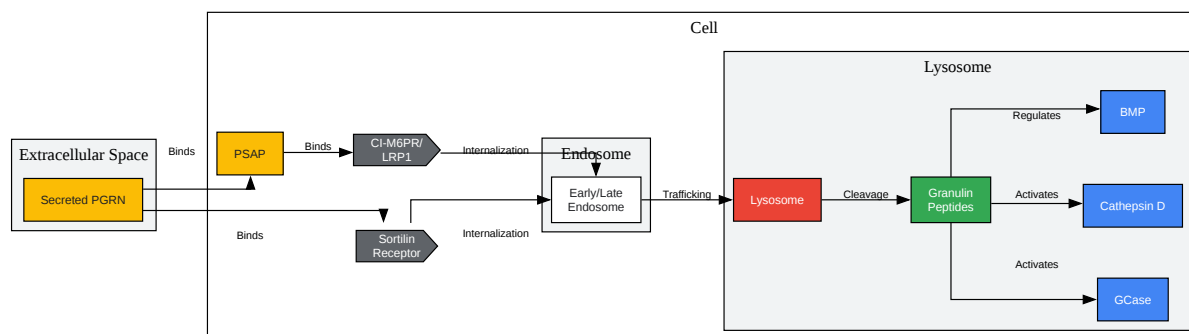 Cell
Lysosome
BMP
Regulates
Extracellular Space
Binds
PSAP
Binds
CI-M6PR/
LRP1
Internalization
Endosome
Secreted PGRN
Early/Late
Endosome
Trafficking
Lysosome
Cleavage
Granulin
Peptides
Activates
Cathepsin D
Binds
Sortilin
Receptor
Internalization
Activates
GCase